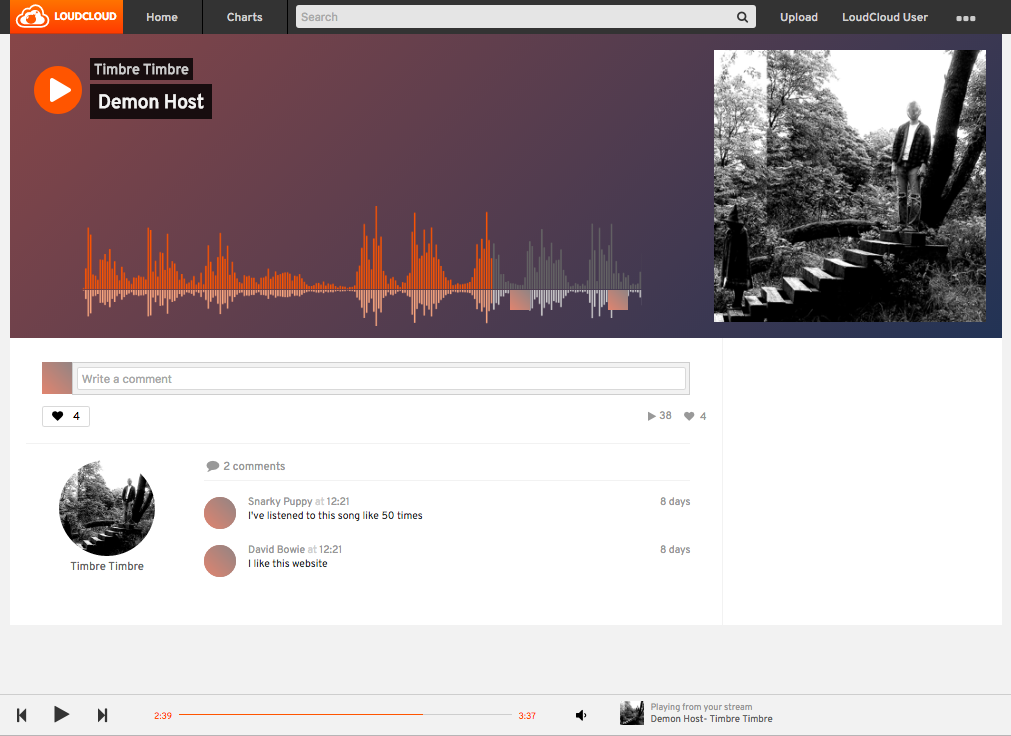 LOUDCLOUD Home Charts Search Upload LoudCloud User
Timbre Timbre
Demon Host
Write a comment
4
38 4
2 comments
Snarky Puppy at 12:21 8 days
I've listened to this song like 50 times
David Bowie at 12:21 8 days
I like this website
Timbre Timbre
Playing from your stream
2:39 3:37
Demon Host- Timbre Timbre